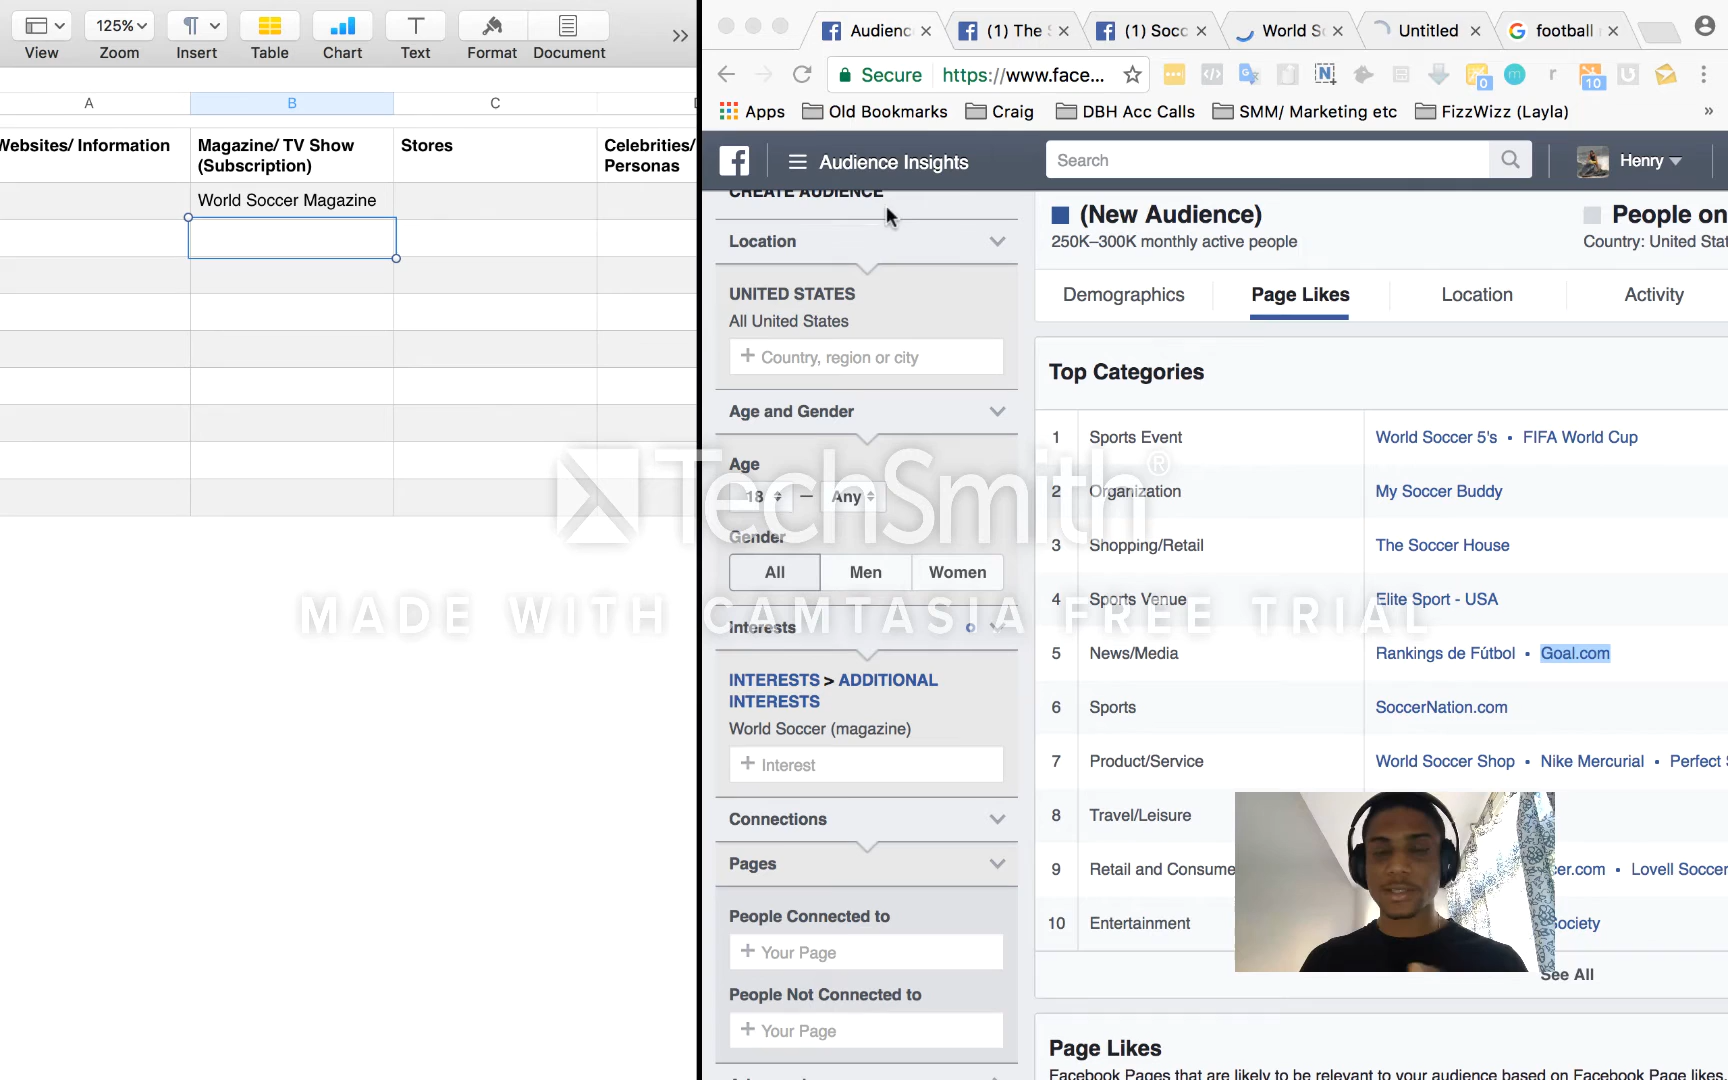 View
125%
Zoom
Insert
Table
Chart
Text
Format
Document
A
B
C
Websites/ Information
Magazine/ TV Show
(Subscription)
Stores
Celebrities/
Personas
World Soccer Magazine
Audienc
(1) The
(1) Socc
World S
Untitled
football
Secure
https://www.face...
0
m
r
10
Apps
Old Bookmarks
Craig
DBH Acc Calls
SMM/ Marketing etc
FizzWizz (Layla)
Audience Insights
Search
Henry
CREATE AUDIENCE
Location
UNITED STATES
All United States
Country, region or city
Age and Gender
Age
18 — Any
Gender
All
Men
Women
Interests
INTERESTS > ADDITIONAL
INTERESTS
World Soccer (magazine)
Interest
Connections
Pages
People Connected to
Your Page
People Not Connected to
Your Page
(New Audience)
250K–300K monthly active people
People on
Country: United Stat
Demographics
Page Likes
Location
Activity
Top Categories
1 Sports Event World Soccer 5's • FIFA World Cup
2 Organization My Soccer Buddy
3 Shopping/Retail The Soccer House
4 Sports Venue Elite Sport - USA
5 News/Media Rankings de Fútbol • Goal.com
6 Sports SoccerNation.com
7 Product/Service World Soccer Shop • Nike Mercurial • Perfect S
8 Travel/Leisure
9 Retail and Consume cer.com • Lovell Soccer
10 Entertainment Society
See All
Page Likes
Facebook Pages that are likely to be relevant to your audience based on Facebook Page likes.
TechSmith®
MADE WITH CAMTASIA FREE TRIAL